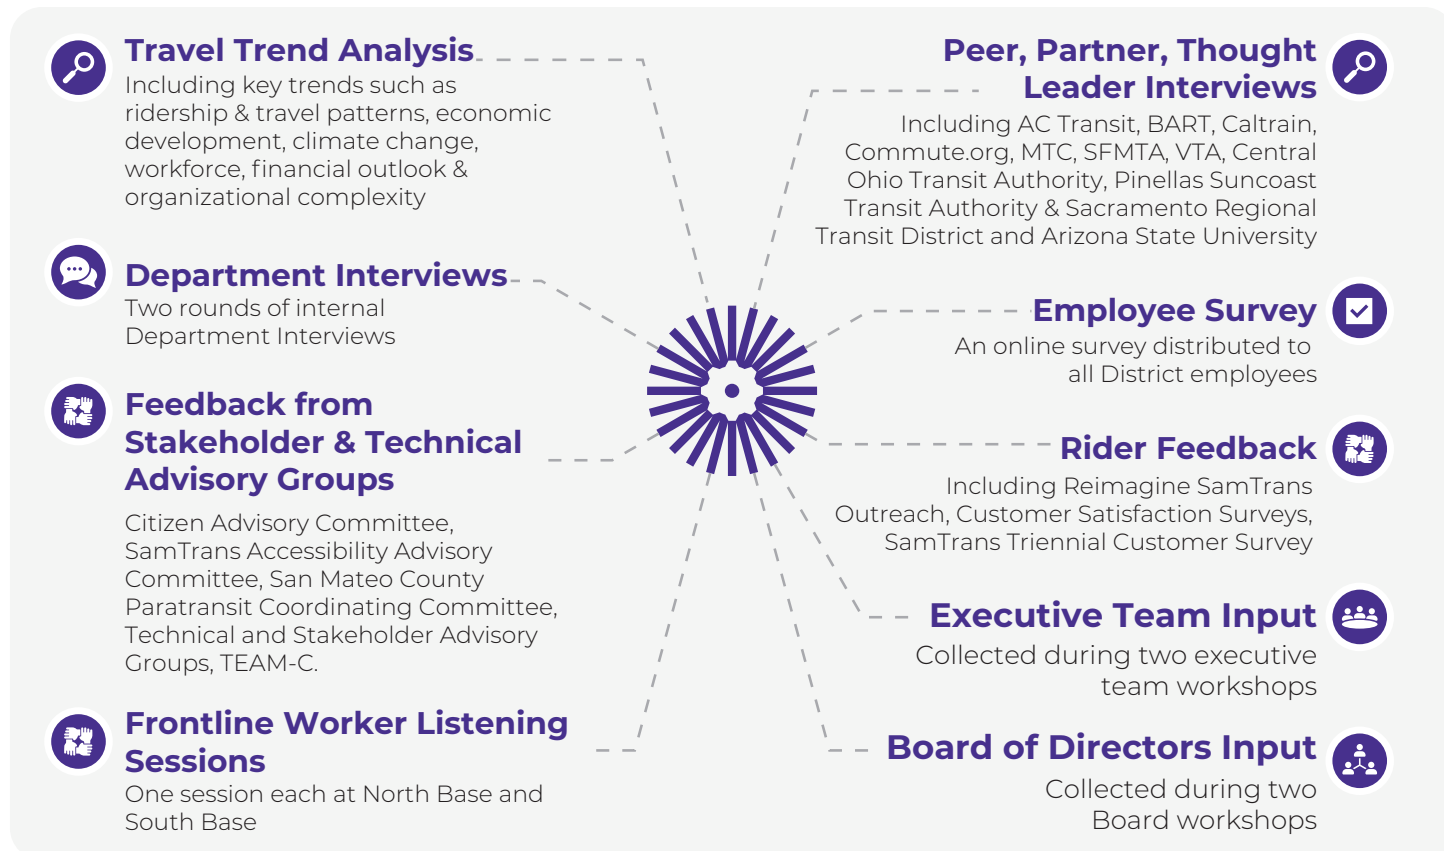 Travel Trend Analysis
Including key trends such as
ridership & travel patterns, economic
development, climate change,
workforce, financial outlook &
organizational complexity
Department Interviews
Two rounds of internal
Department Interviews
Feedback from
Stakeholder & Technical
Advisory Groups
Citizen Advisory Committee,
SamTrans Accessibility Advisory
Committee, San Mateo County
Paratransit Coordinating Committee,
Technical and Stakeholder Advisory
Groups, TEAM-C.
Frontline Worker Listening
Sessions
One session each at North Base and
South Base
Peer, Partner, Thought
Leader Interviews
Including AC Transit, BART, Caltrain,
Commute.org, MTC, SFMTA, VTA, Central
Ohio Transit Authority, Pinellas Suncoast
Transit Authority & Sacramento Regional
Transit District and Arizona State University
Employee Survey
An online survey distributed to
all District employees
Rider Feedback
Including Reimagine SamTrans
Outreach, Customer Satisfaction Surveys,
SamTrans Triennial Customer Survey
Executive Team Input
Collected during two executive
team workshops
Board of Directors Input
Collected during two
Board workshops